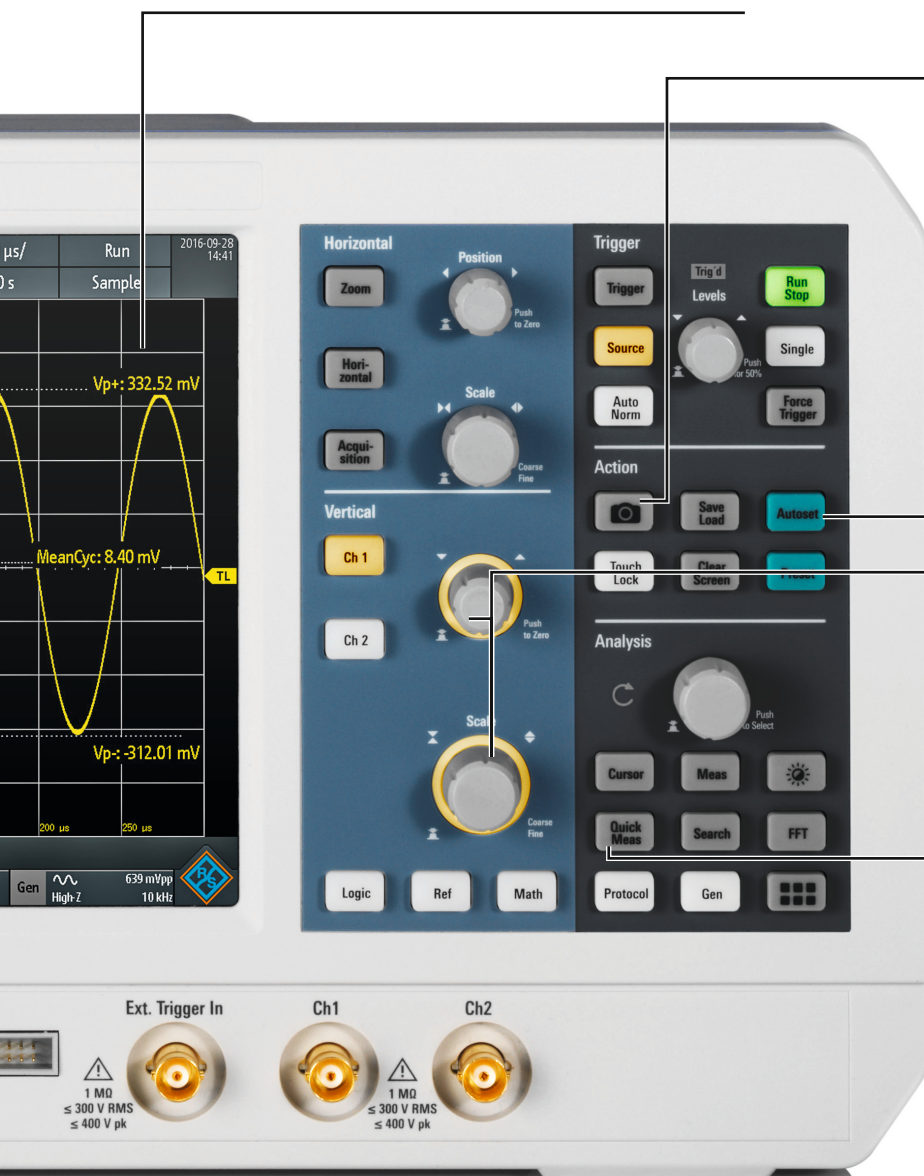 µs/
Run
2016-09-28
14:41
0 s
Sample
Vp+: 332.52 mV
MeanCyc: 8.40 mV
TL
Vp-: -312.01 mV
200 µs
250 µs
Gen
High-Z
639 mVpp
10 kHz
R
S
Horizontal
Zoom
Position
Push
to Zero
Hori-
zontal
Scale
Acqui-
sition
Coarse
Fine
Vertical
Ch 1
Push
to Zero
Ch 2
Scale
Coarse
Fine
Logic
Ref
Math
Trigger
Trigger
Trig'd
Levels
Run
Stop
Source
Push
for 50%
Single
Auto
Norm
Force
Trigger
Action
Save
Load
Autoset
Touch
Lock
Clear
Screen
Preset
Analysis
Push
to Select
Cursor
Meas
Quick
Meas
Search
FFT
Protocol
Gen
Ext. Trigger In
Ch1
Ch2
1 MΩ
≤ 300 V RMS
≤ 400 V pk
1 MΩ
≤ 300 V RMS
≤ 400 V pk